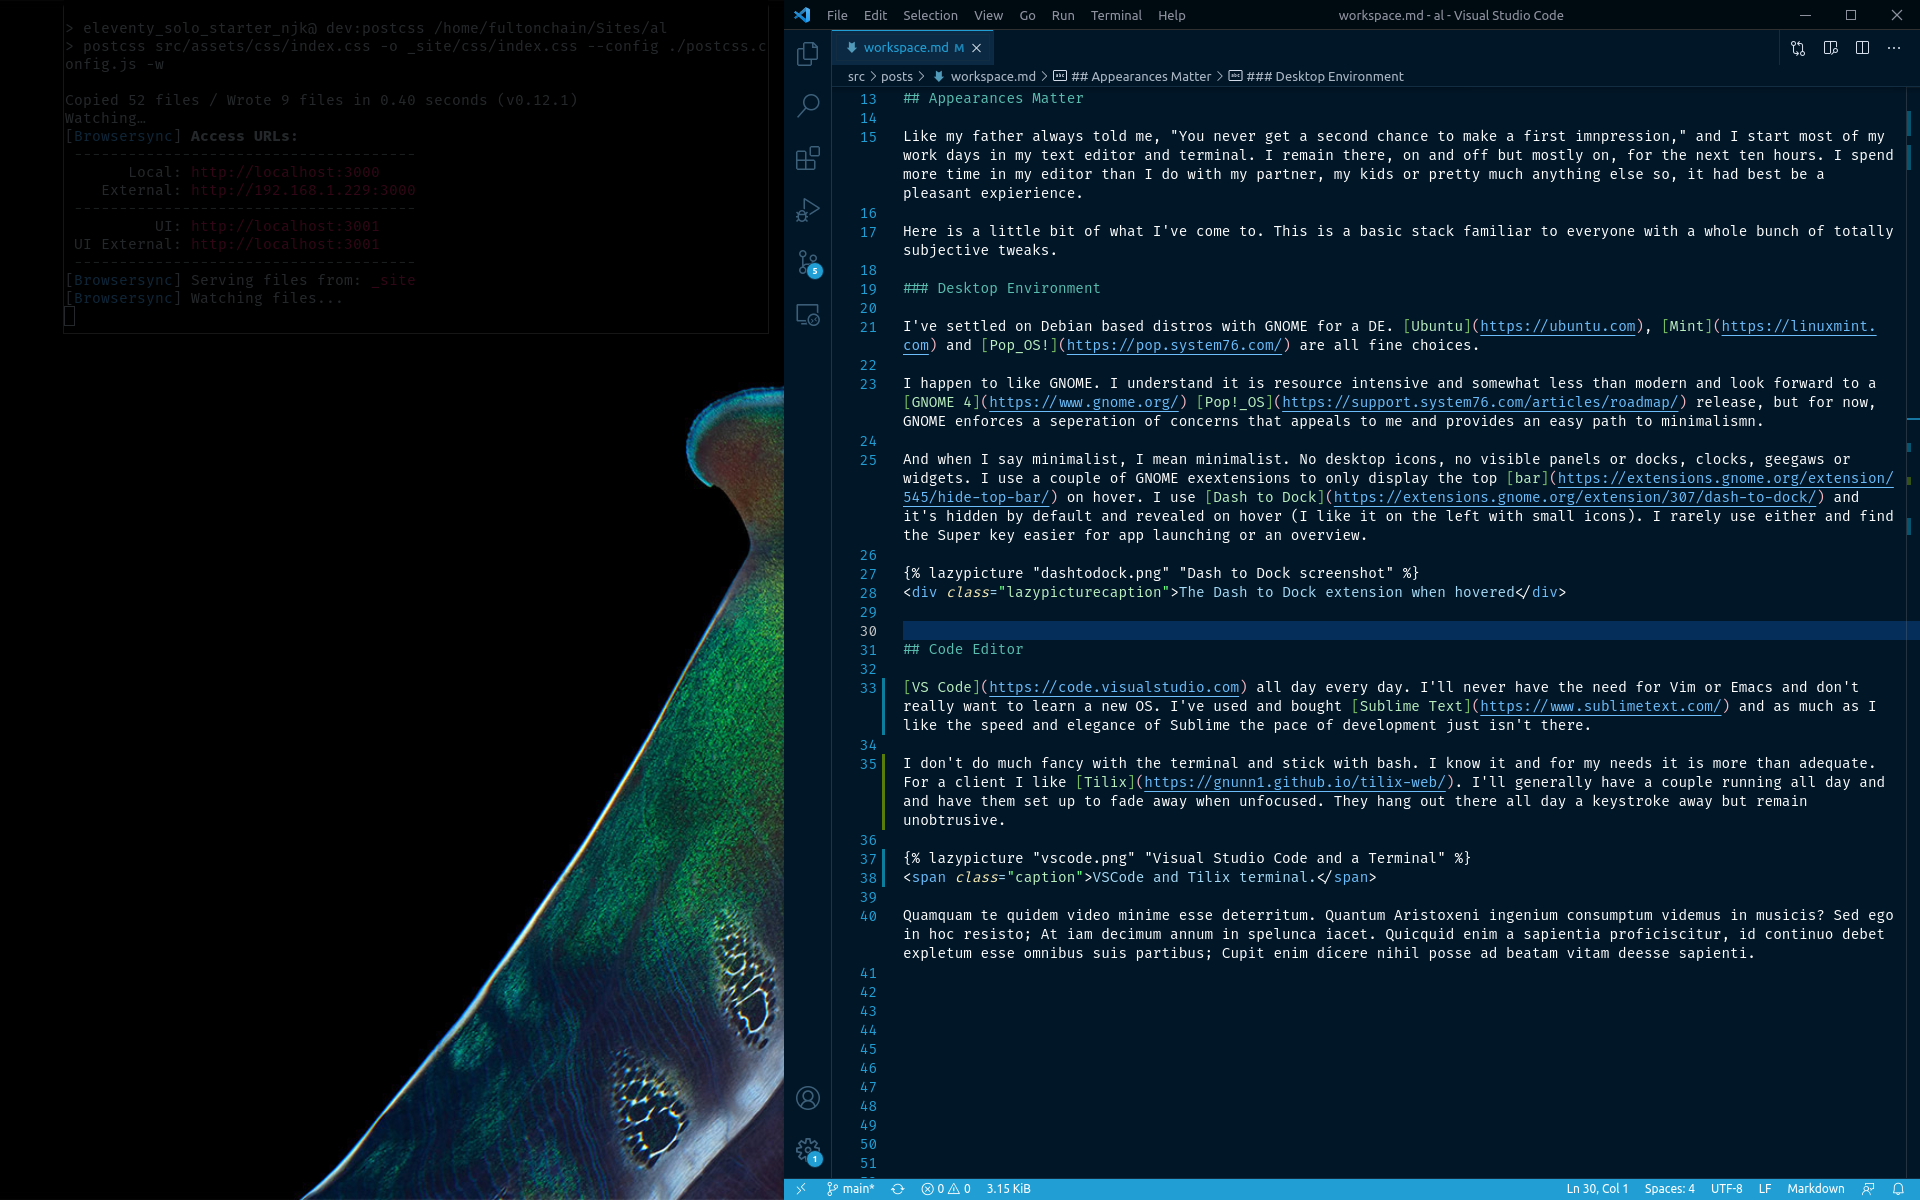 > eleventy_solo_starter_njk@ dev:postcss /home/fultonchain/Sites/al
> postcss src/assets/css/index.css -o _site/css/index.css --config ./postcss.c
onfig.js -w
Copied 52 files / Wrote 9 files in 0.40 seconds (v0.12.1)
Watching…
[Browsersync] Access URLs:
--------------------------------------
Local: http://localhost:3000
External: http://192.168.1.229:3000
--------------------------------------
UI: http://localhost:3001
UI External: http://localhost:3001
--------------------------------------
[Browsersync] Serving files from: _site
[Browsersync] Watching files...
File Edit Selection View Go Run Terminal Help
workspace.md - al - Visual Studio Code
workspace.md M
src > posts > workspace.md > ## Appearances Matter > ### Desktop Environment
13 ## Appearances Matter
14
15 Like my father always told me, "You never get a second chance to make a first imnpression," and I start most of my
work days in my text editor and terminal. I remain there, on and off but mostly on, for the next ten hours. I spend
more time in my editor than I do with my partner, my kids or pretty much anything else so, it had best be a
pleasant expierience.
16
17 Here is a little bit of what I've come to. This is a basic stack familiar to everyone with a whole bunch of totally
subjective tweaks.
18
19 ### Desktop Environment
20
21 I've settled on Debian based distros with GNOME for a DE. [Ubuntu](https://ubuntu.com), [Mint](https://linuxmint.
com) and [Pop_OS!](https://pop.system76.com/) are all fine choices.
22
23 I happen to like GNOME. I understand it is resource intensive and somewhat less than modern and look forward to a
[GNOME 4](https://www.gnome.org/) [Pop!_OS](https://support.system76.com/articles/roadmap/) release, but for now,
GNOME enforces a seperation of concerns that appeals to me and provides an easy path to minimalismn.
24
25 And when I say minimalist, I mean minimalist. No desktop icons, no visible panels or docks, clocks, geegaws or
widgets. I use a couple of GNOME exextensions to only display the top [bar](https://extensions.gnome.org/extension/
545/hide-top-bar/) on hover. I use [Dash to Dock](https://extensions.gnome.org/extension/307/dash-to-dock/) and
it's hidden by default and revealed on hover (I like it on the left with small icons). I rarely use either and find
the Super key easier for app launching or an overview.
26
27 {% lazypicture "dashtodock.png" "Dash to Dock screenshot" %}
28 <div class="lazypicturecaption">The Dash to Dock extension when hovered</div>
29
30
31 ## Code Editor
32
33 [VS Code](https://code.visualstudio.com) all day every day. I'll never have the need for Vim or Emacs and don't
really want to learn a new OS. I've used and bought [Sublime Text](https://www.sublimetext.com/) and as much as I
like the speed and elegance of Sublime the pace of development just isn't there.
34
35 I don't do much fancy with the terminal and stick with bash. I know it and for my needs it is more than adequate.
For a client I like [Tilix](https://gnunn1.github.io/tilix-web/). I'll generally have a couple running all day and
and have them set up to fade away when unfocused. They hang out there all day a keystroke away but remain
unobtrusive.
36
37 {% lazypicture "vscode.png" "Visual Studio Code and a Terminal" %}
38 <span class="caption">VSCode and Tilix terminal.</span>
39
40 Quamquam te quidem video minime esse deterritum. Quantum Aristoxeni ingenium consumptum videmus in musicis? Sed ego
in hoc resisto; At iam decimum annum in spelunca iacet. Quicquid enim a sapientia proficiscitur, id continuo debet
expletum esse omnibus suis partibus; Cupit enim dícere nihil posse ad beatam vitam deesse sapienti.
41
42
43
44
45
46
47
48
49
50
51
5
1
main* 0 0 3.15 KiB
Ln 30, Col 1 Spaces: 4 UTF-8 LF Markdown